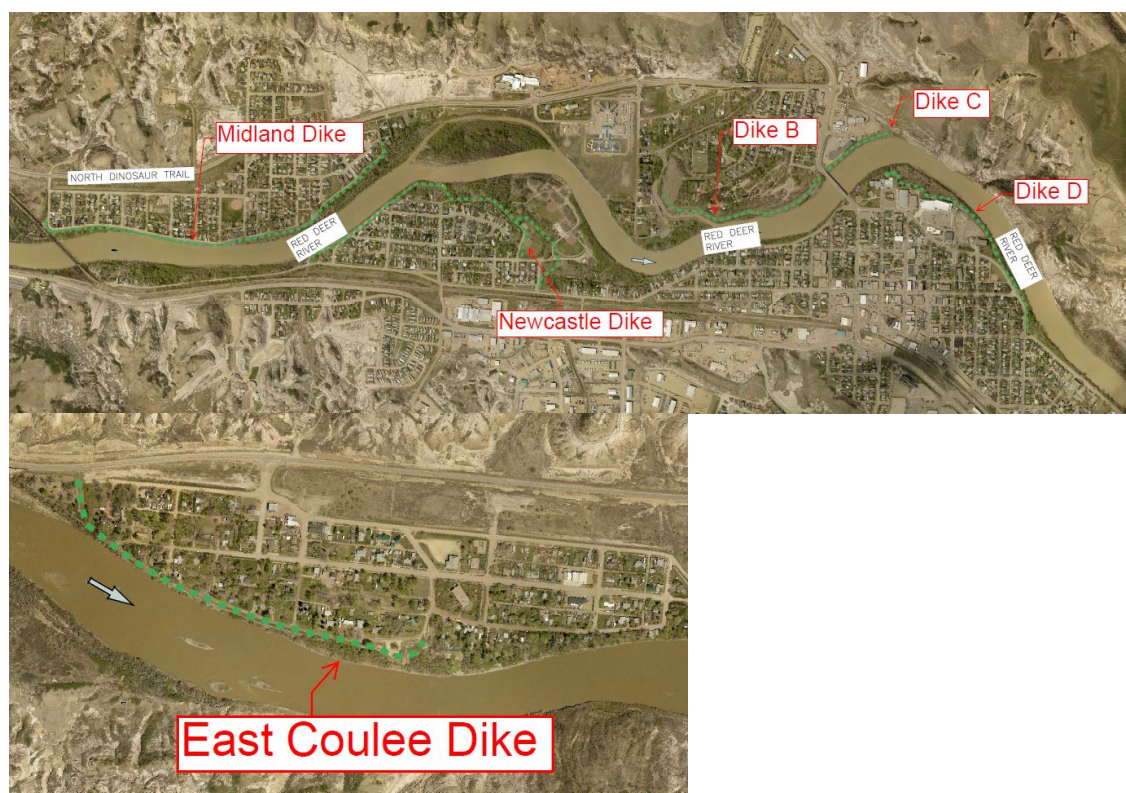 Dike C
Dike B
Midland Dike
NORTH DINOSAUR TRAIL
Dike D
RED DEER
RIVER
RED DEER
RIVER
RED DEER
RIVER
Newcastle Dike
East Coulee Dike